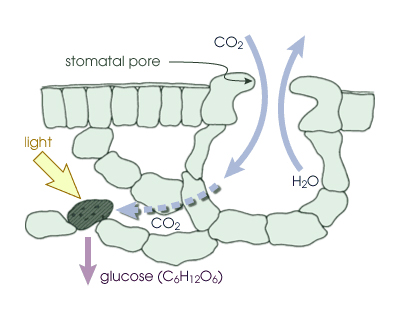 CO₂
stomatal pore
light
H₂O
CO₂
glucose (C₆H₁₂O₆)